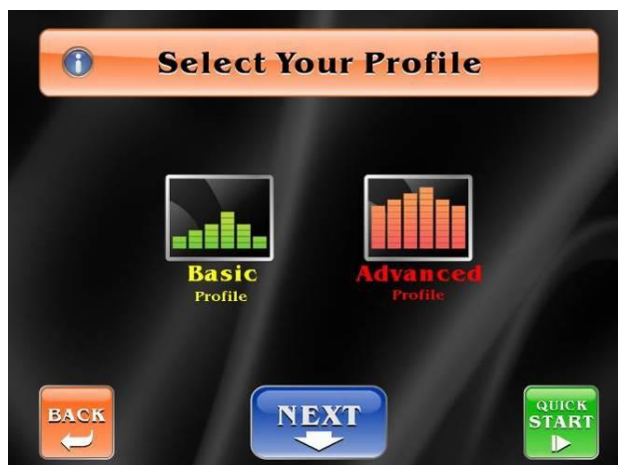 Select Your Profile
Basic
Profile
Advanced
Profile
BACK
NEXT
QUICK
START